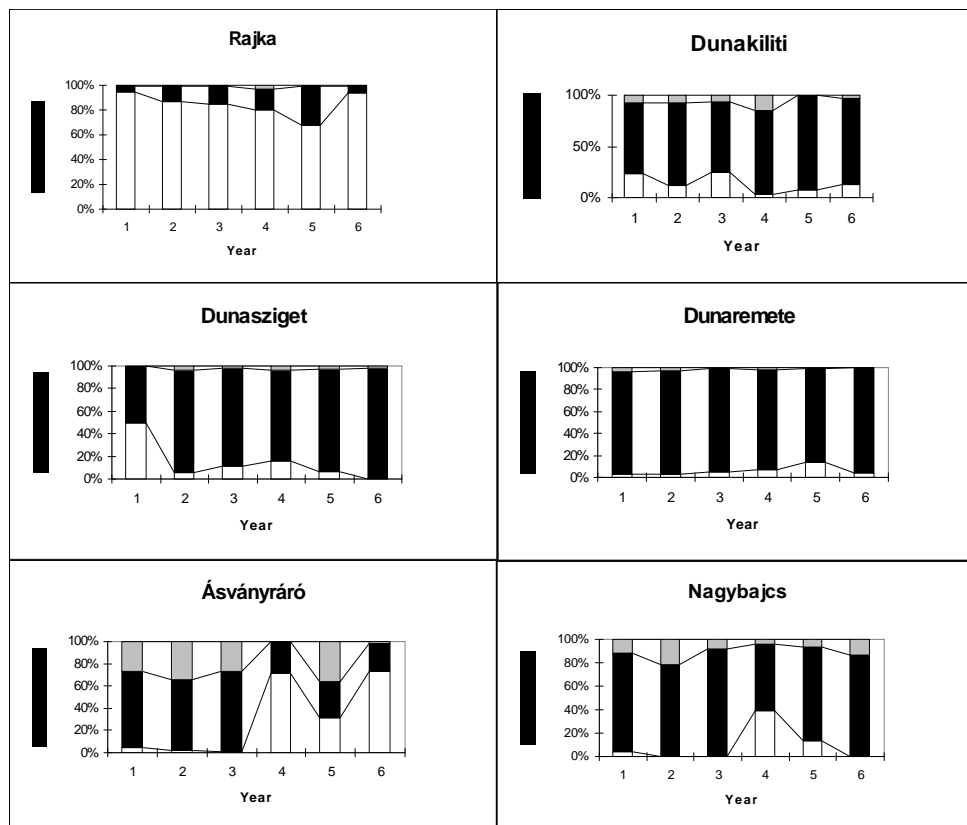 Rajka
100%
80%
60%
40%
20%
0%
1 2 3 4 5 6
Year
Dunakiliti
100%
50%
0%
1 2 3 4 5 6
Year
Dunasziget
100%
80%
60%
40%
20%
0%
1 2 3 4 5 6
Year
Dunaremete
100%
80%
60%
40%
20%
0%
1 2 3 4 5 6
Year
Ásványráró
100%
80%
60%
40%
20%
0%
1 2 3 4 5 6
Year
Nagybajcs
100%
80%
60%
40%
20%
0%
1 2 3 4 5 6
Year